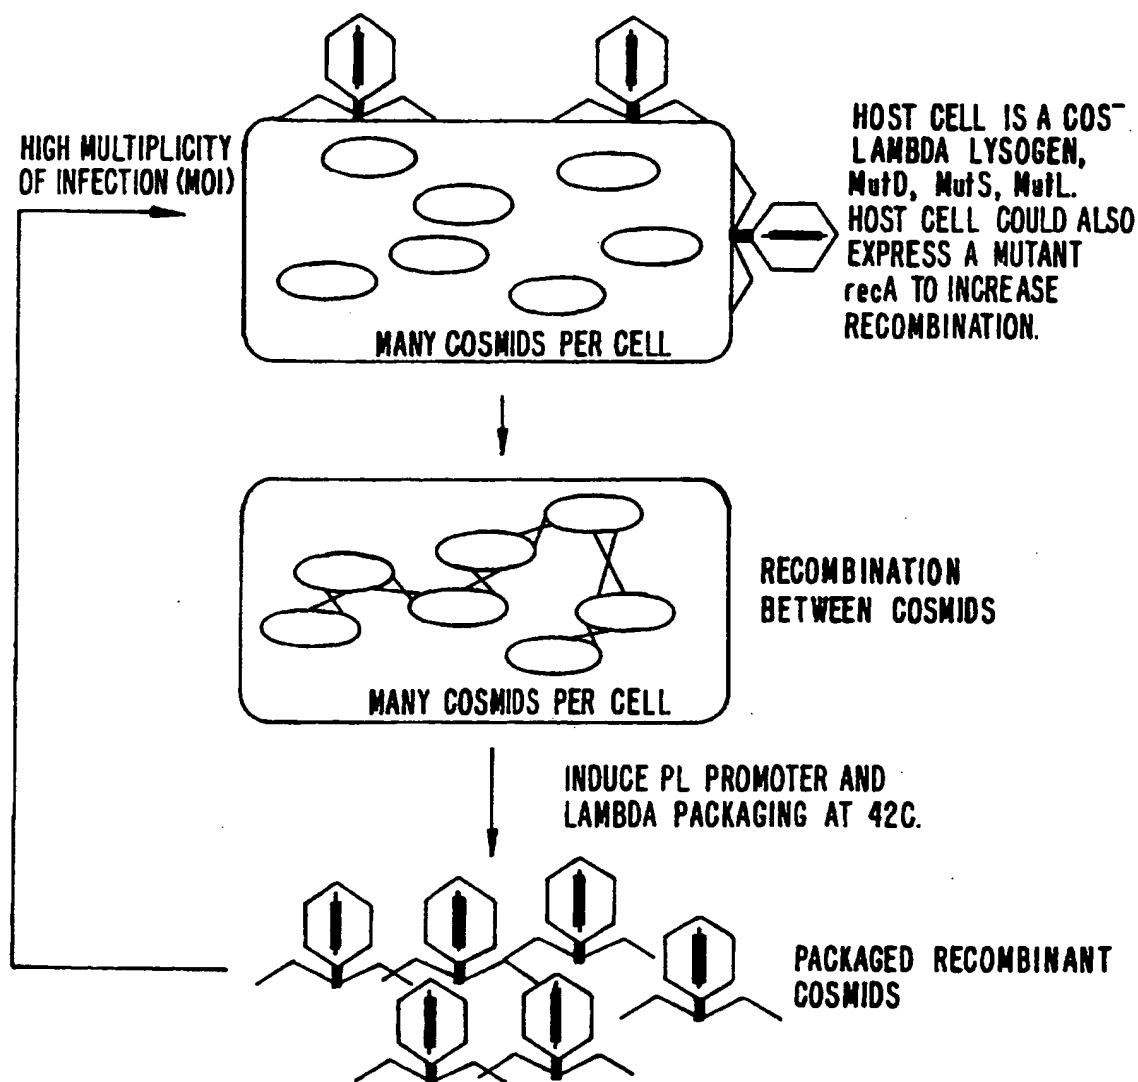 HIGH MULTIPLICITY
OF INFECTION (MOI)
HOST CELL IS A COS⁻
LAMBDA LYSOGEN,
MutD, MutS, MutL.
HOST CELL COULD ALSO
EXPRESS A MUTANT
recA TO INCREASE
RECOMBINATION.
MANY COSMIDS PER CELL
RECOMBINATION
BETWEEN COSMIDS
MANY COSMIDS PER CELL
INDUCE PL PROMOTER AND
LAMBDA PACKAGING AT 42C.
PACKAGED RECOMBINANT
COSMIDS